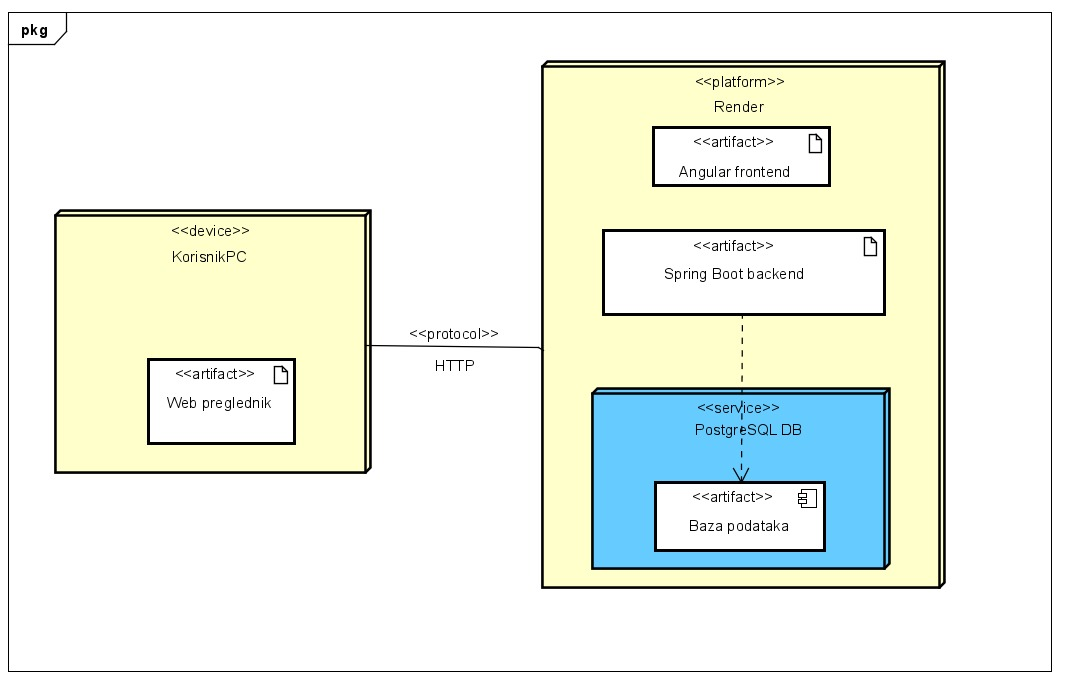 pkg
<<device>>
KorisnikPC
<<artifact>>
Web preglednik
<<protocol>>
HTTP
<<platform>>
Render
<<artifact>>
Angular frontend
<<artifact>>
Spring Boot backend
<<service>>
PostgreSQL DB
<<artifact>>
Baza podataka